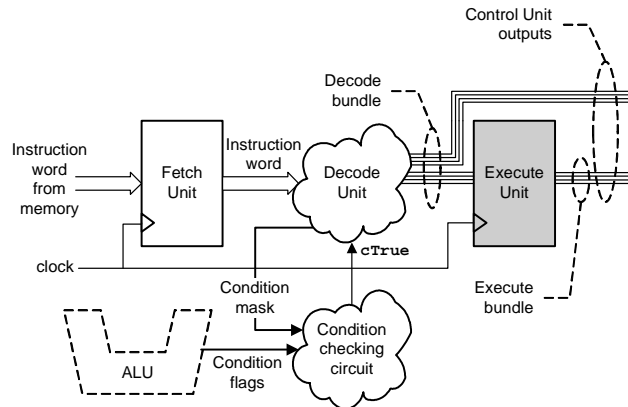 Control Unit
outputs
Decode
bundle
Instruction
word
from
memory
Fetch
Unit
Instruction
word
Decode
Unit
Execute
Unit
clock
cTrue
Condition
mask
Execute
bundle
ALU
Condition
flags
Condition
checking
circuit